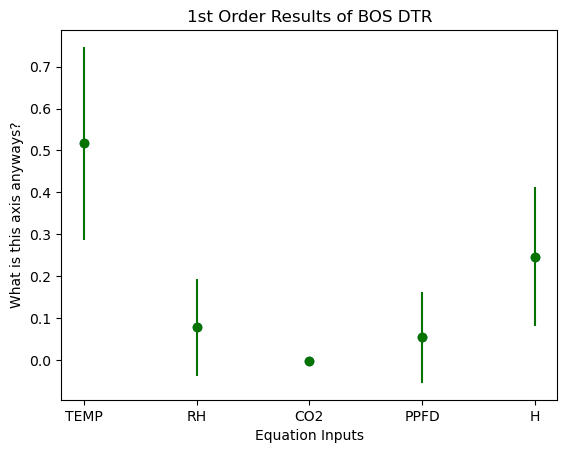 1st Order Results of BOS DTR
What is this axis anyways?
0.7
0.6
0.5
0.4
0.3
0.2
0.1
0.0
TEMP RH CO2 PPFD H
Equation Inputs